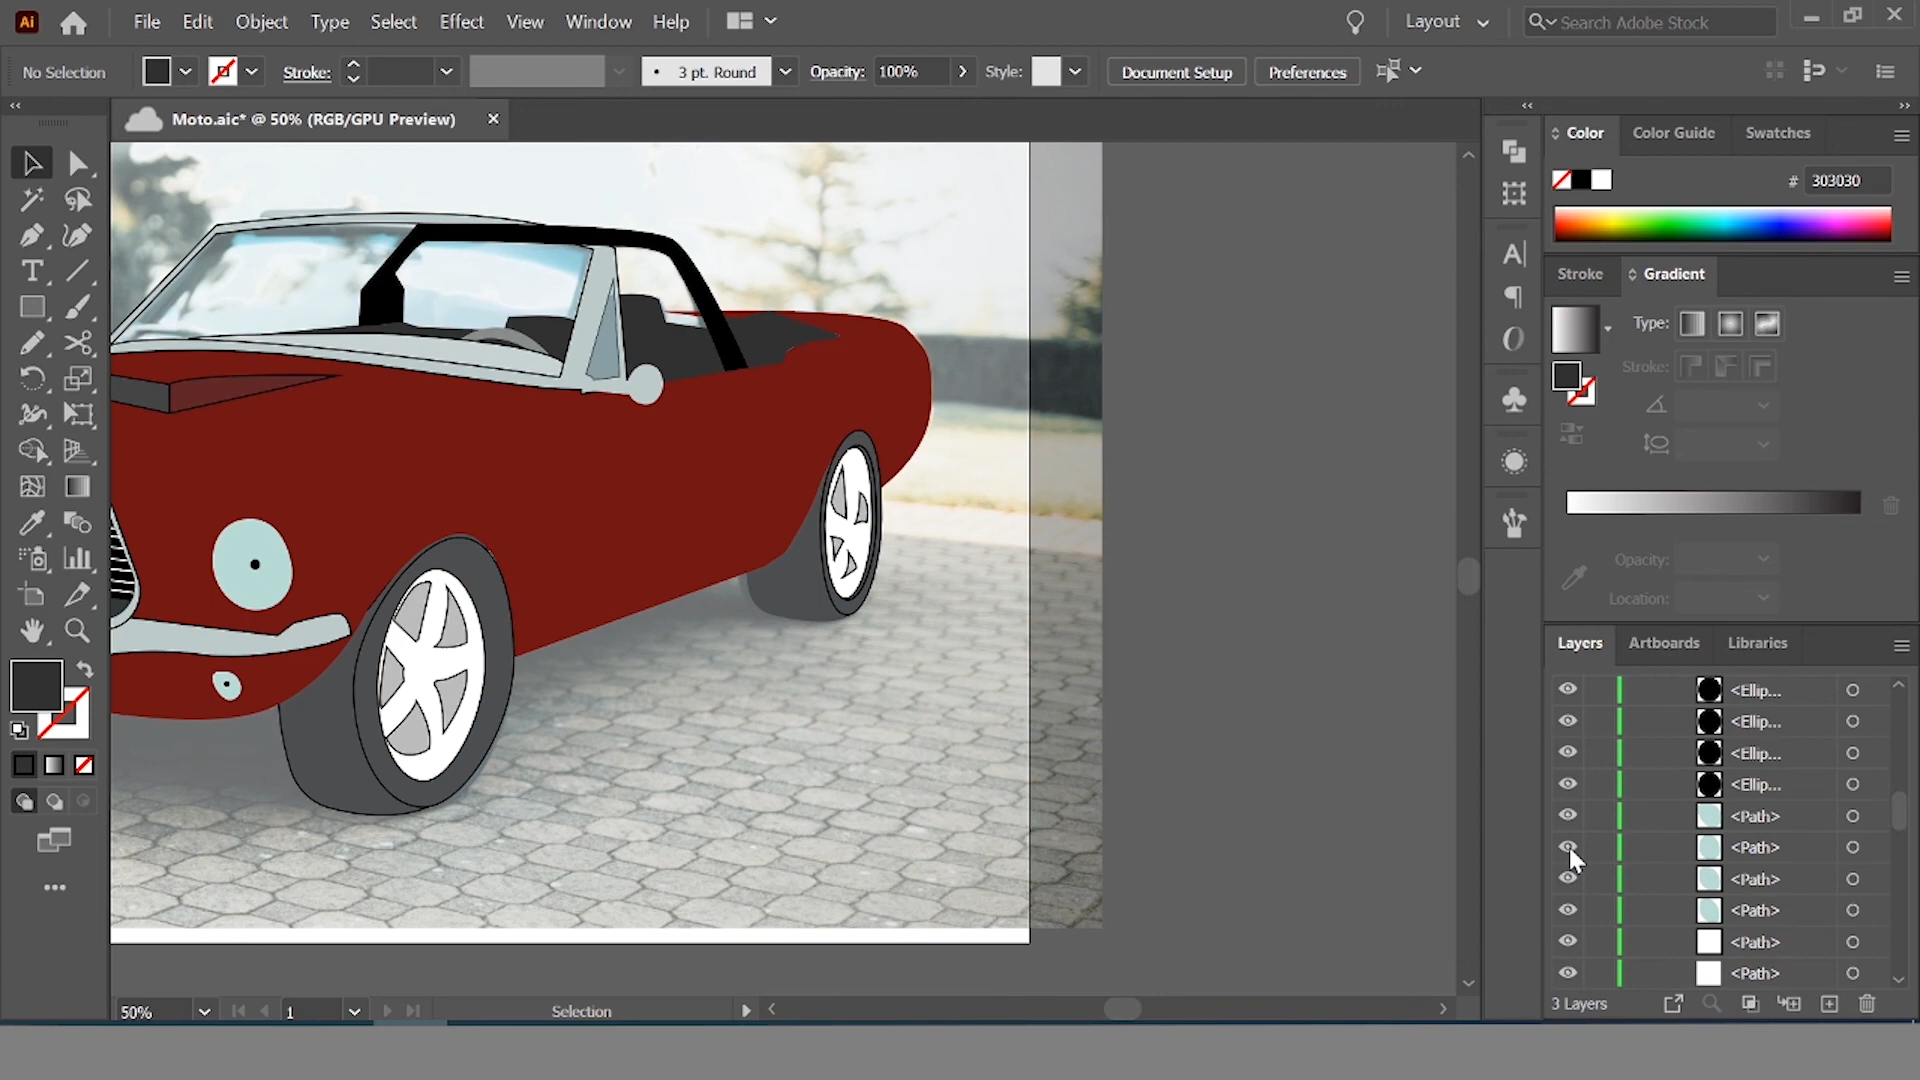 Ai File Edit Object Type Select Effect View Window Help Layout Search Adobe Stock
No Selection Stroke: 3 pt. Round Opacity: 100% Style: Document Setup Preferences
Moto.aic* @ 50% (RGB/GPU Preview)
Color Color Guide Swatches
# 303030
Stroke Gradient
Type:
Stroke:
Opacity:
Location:
Layers Artboards Libraries
<Ellip...
<Ellip...
<Ellip...
<Ellip...
<Path>
<Path>
<Path>
<Path>
<Path>
<Path>
3 Layers
50% 1 Selection